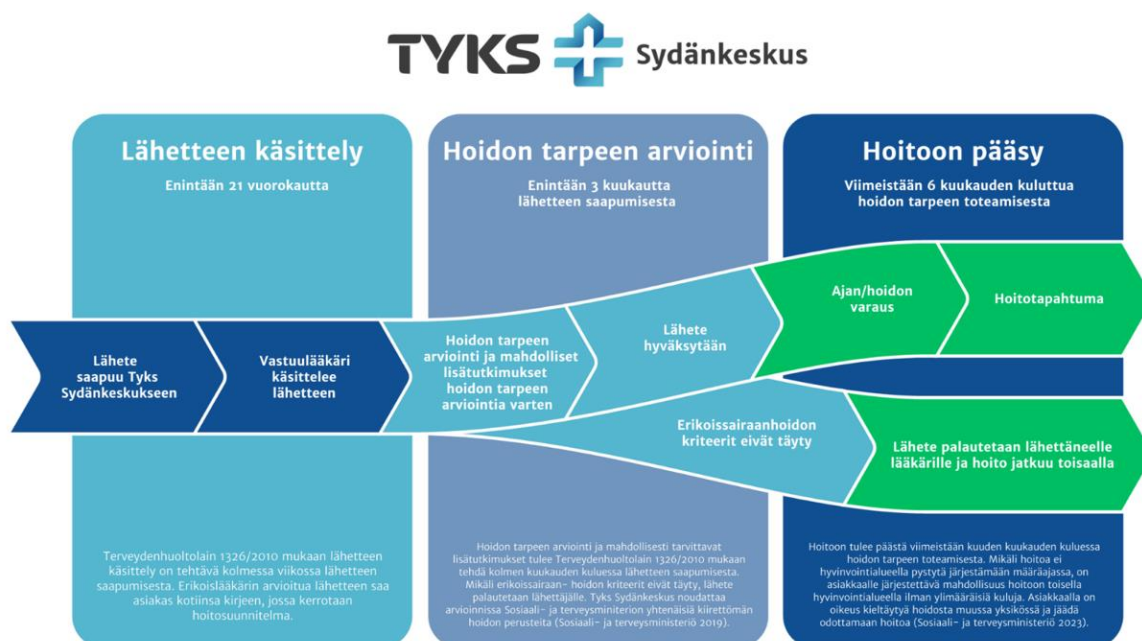 TYKS Sydänkeskus
Lähetteen käsittely
Enintään 21 vuorokautta
Hoidon tarpeen arviointi
Enintään 3 kuukautta
lähetteen saapumisesta
Hoitoon pääsy
Viimeistään 6 kuukauden kuluttua
hoidon tarpeen toteamisesta
Lähete
saapuu Tyks
Sydänkeskukseen
Vastuulääkäri
käsittelee
lähetteen
Hoidon tarpeen
arviointi ja mahdolliset
lisätutkimukset
hoidon tarpeen
arviointia varten
Lähete
hyväksytään
Ajan/hoidon
varaus
Hoitotapahtuma
Erikoissairaanhoidon
kriteerit eivät täyty
Lähete palautetaan lähettäneelle
lääkärille ja hoito jatkuu toisaalla
Terveydenhuoltolain 1326/2010 mukaan lähetteen
käsittely on tehtävä kolmessa viikossa lähetteen
saapumisesta. Erikoislääkärin arvioitua lähetteen saa
asiakas kotiinsa kirjeen, jossa kerrotaan
hoitosuunnitelma.
Hoidon tarpeen arviointi ja mahdollisesti tarvittavat
lisätutkimukset tulee Terveydenhuoltolain 1326/2010 mukaan
tehdä kolmen kuukauden kuluessa lähetteen saapumisesta.
Mikäli erikoissairaan- hoidon kriteerit eivät täyty, lähete
palautetaan lähettäjälle. Tyks Sydänkeskus noudattaa
arvioinnissa Sosiaali- ja terveysministerion yhtenäisiä kiirettömän
hoidon perusteita (Sosiaali- ja terveysministeriö 2019).
Hoitoon tulee päästä viimeistään kuuden kuukauden kuluessa
hoidon tarpeen toteamisesta. Mikäli hoitoa ei
hyvinvointialueella pystytä järjestämään määräajassa, on
asiakkaalle järjestettävä mahdollisuus hoitoon toisella
hyvinvointialueella ilman ylimääräisiä kuluja. Asiakkaalla on
oikeus kieltäytyä hoidosta muussa yksikössä ja jäädä
odottamaan hoitoa (Sosiaali- ja terveysministeriö 2023).